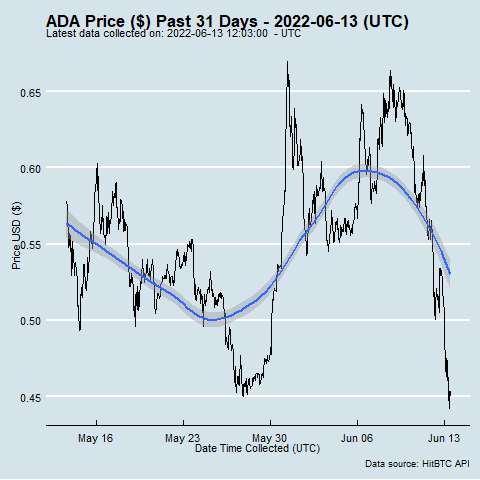 ADA Price ($) Past 31 Days - 2022-06-13 (UTC)
Latest data collected on: 2022-06-13 12:03:00 - UTC
Price USD ($)
0.65
0.60
0.55
0.50
0.45
May 16 May 23 May 30 Jun 06 Jun 13
Date Time Collected (UTC)
Data source: HitBTC API